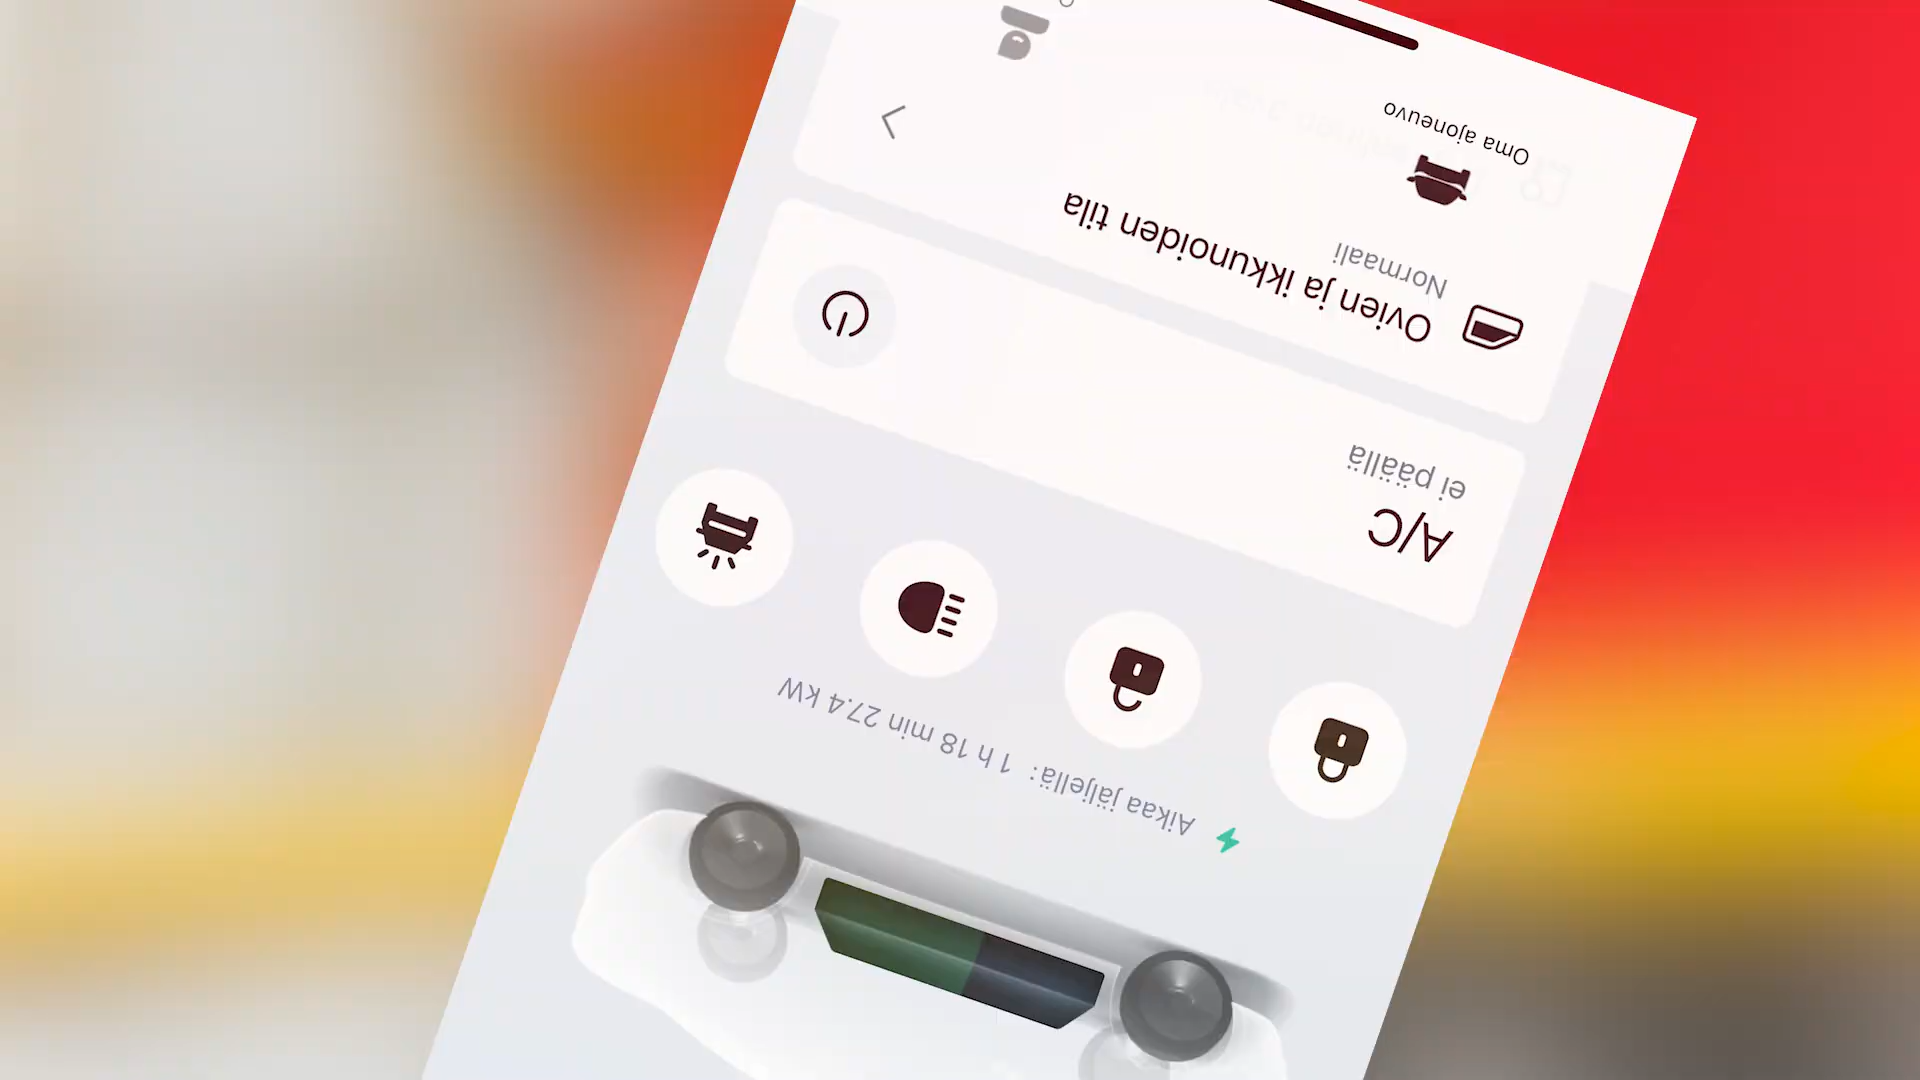 Aikaa jäljellä: 1 h 18 min 27.4 kW
A/C
ei päällä
Ovien ja ikkunoiden tila
Normaali
Oma ajoneuvo